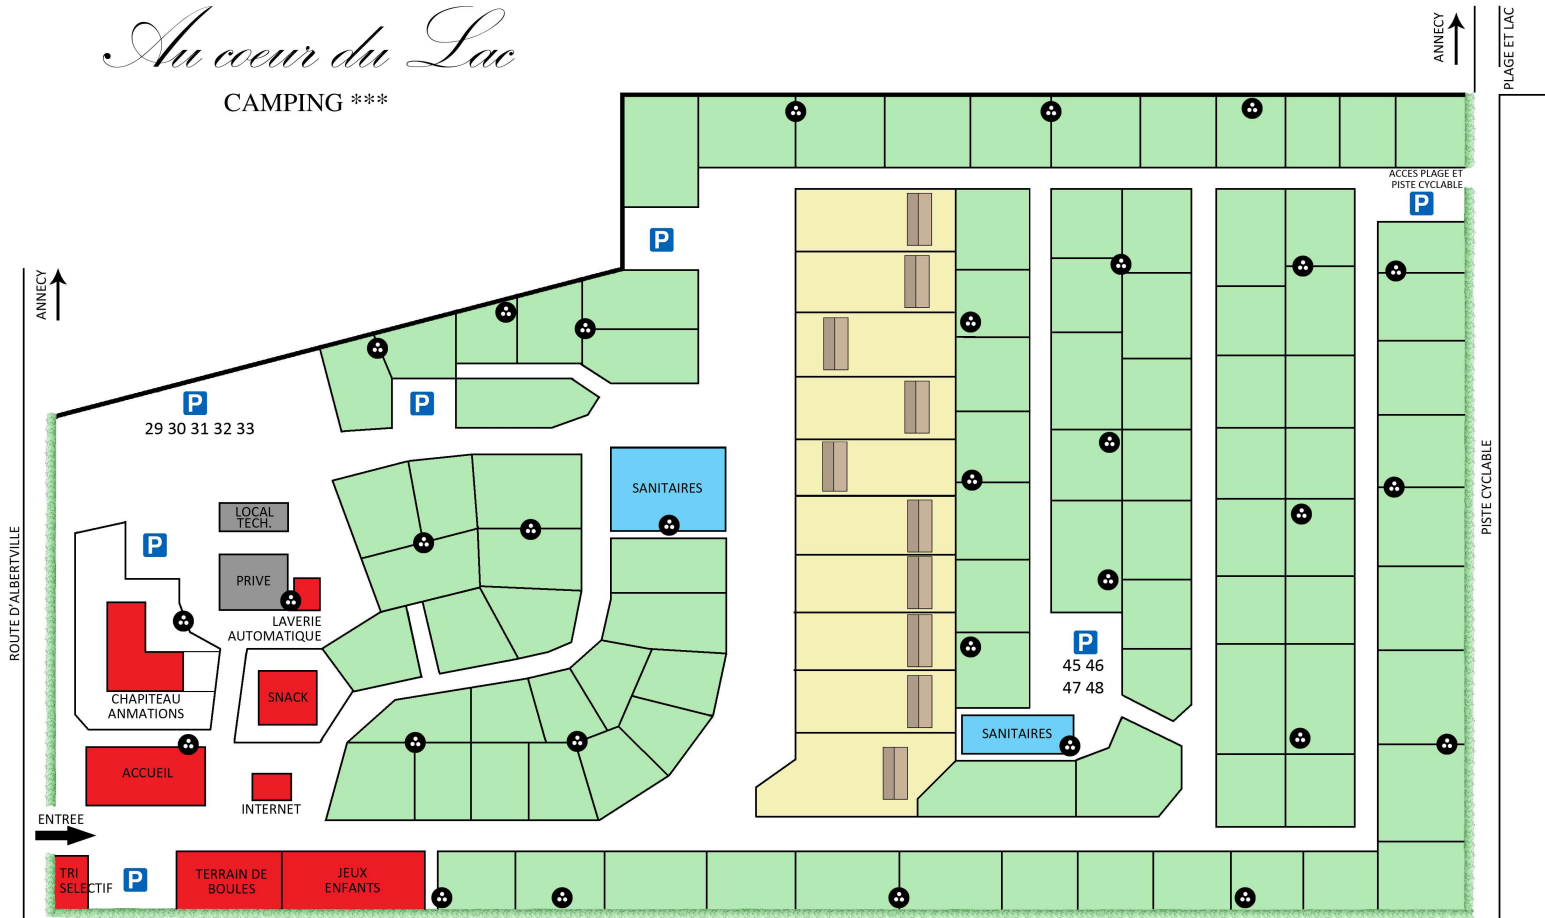 Au coeur du Lac
CAMPING ***
ANNECY
PLAGE ET LAC
ACCES PLAGE ET
PISTE CYCLABLE
P
P
ANNECY
P
29 30 31 32 33
P
SANITAIRES
PISTE CYCLABLE
LOCAL
TECH.
P
PRIVE
LAVERIE
AUTOMATIQUE
ROUTE D'ALBERTVILLE
P
45 46
47 48
CHAPITEAU
ANMATIONS
SNACK
SANITAIRES
ACCUEIL
INTERNET
ENTREE
TRI
SELECTIF
P
TERRAIN DE
BOULES
JEUX
ENFANTS